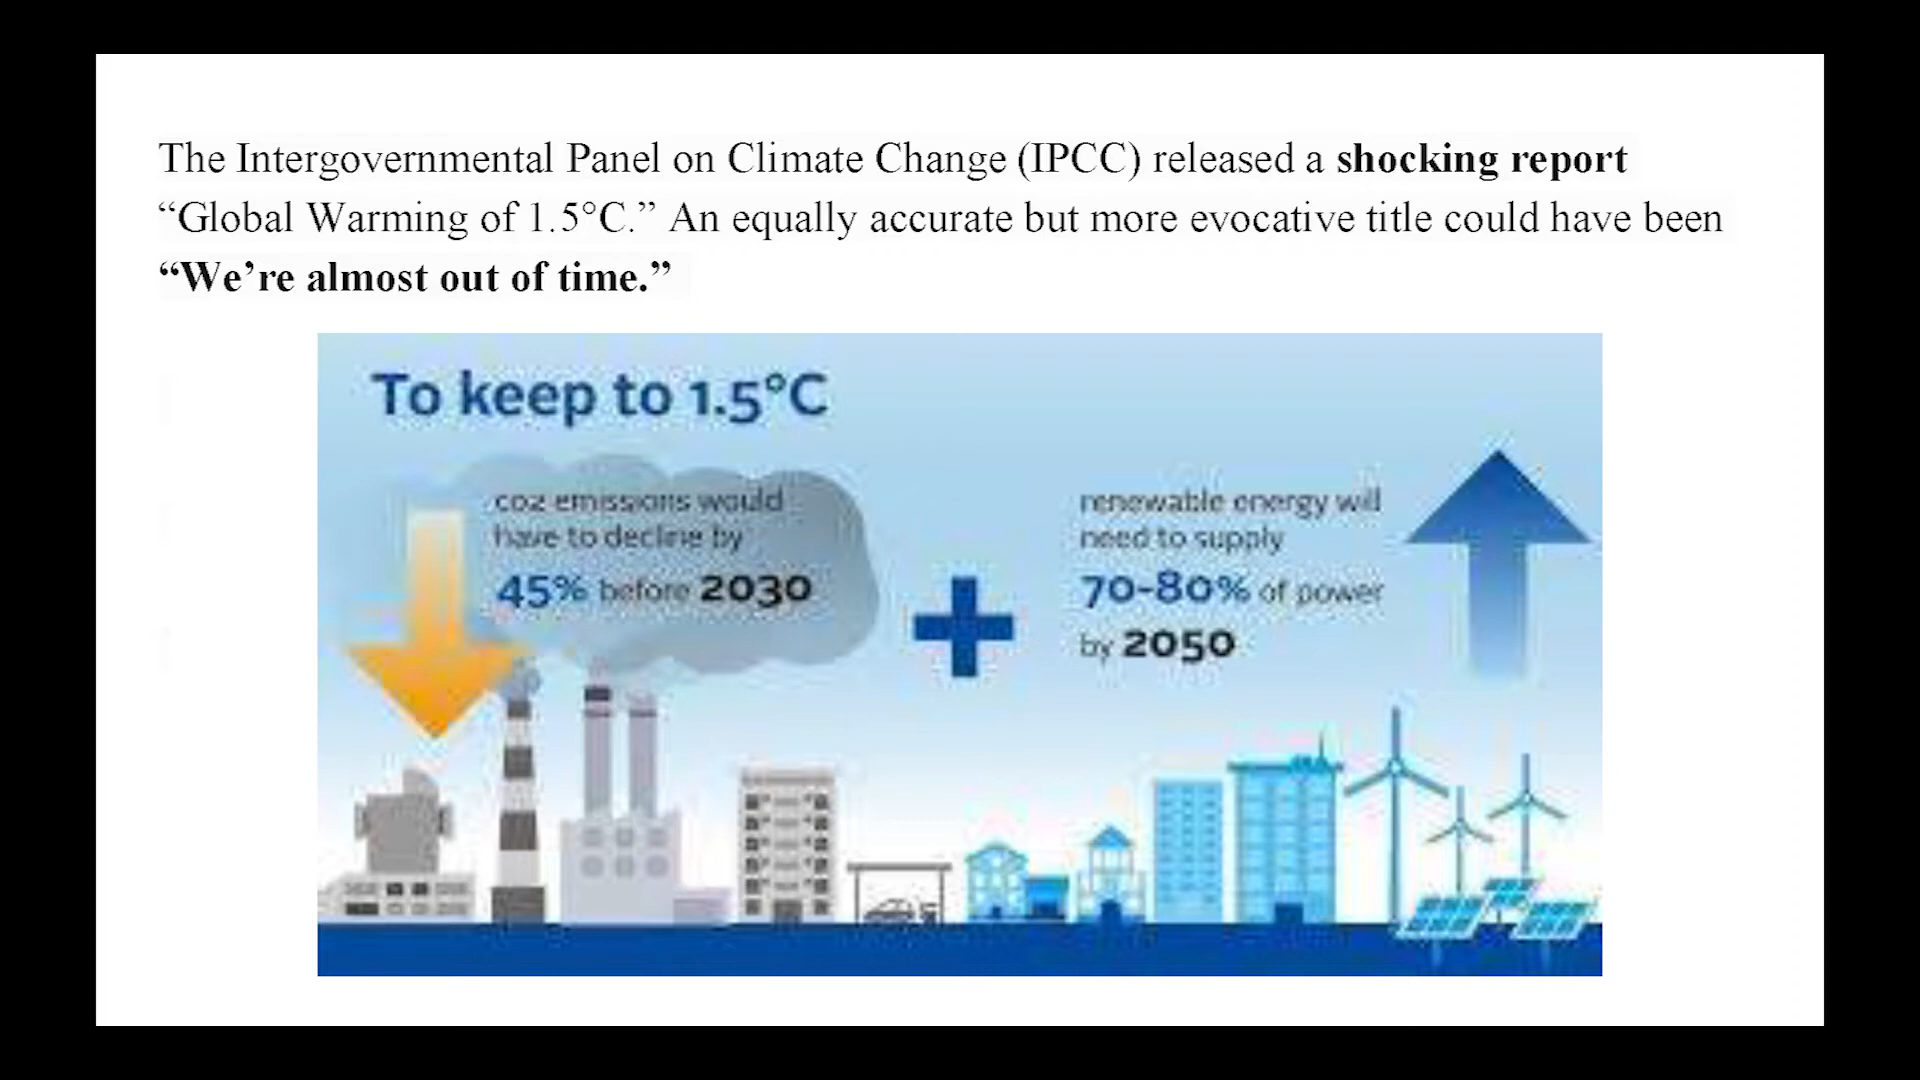 The Intergovernmental Panel on Climate Change (IPCC) released a shocking report
“Global Warming of 1.5°C.” An equally accurate but more evocative title could have been
“We’re almost out of time.”
To keep to 1.5°C
co2 emissions would
have to decline by
45% before 2030
renewable energy will
need to supply
70-80% of power
by 2050